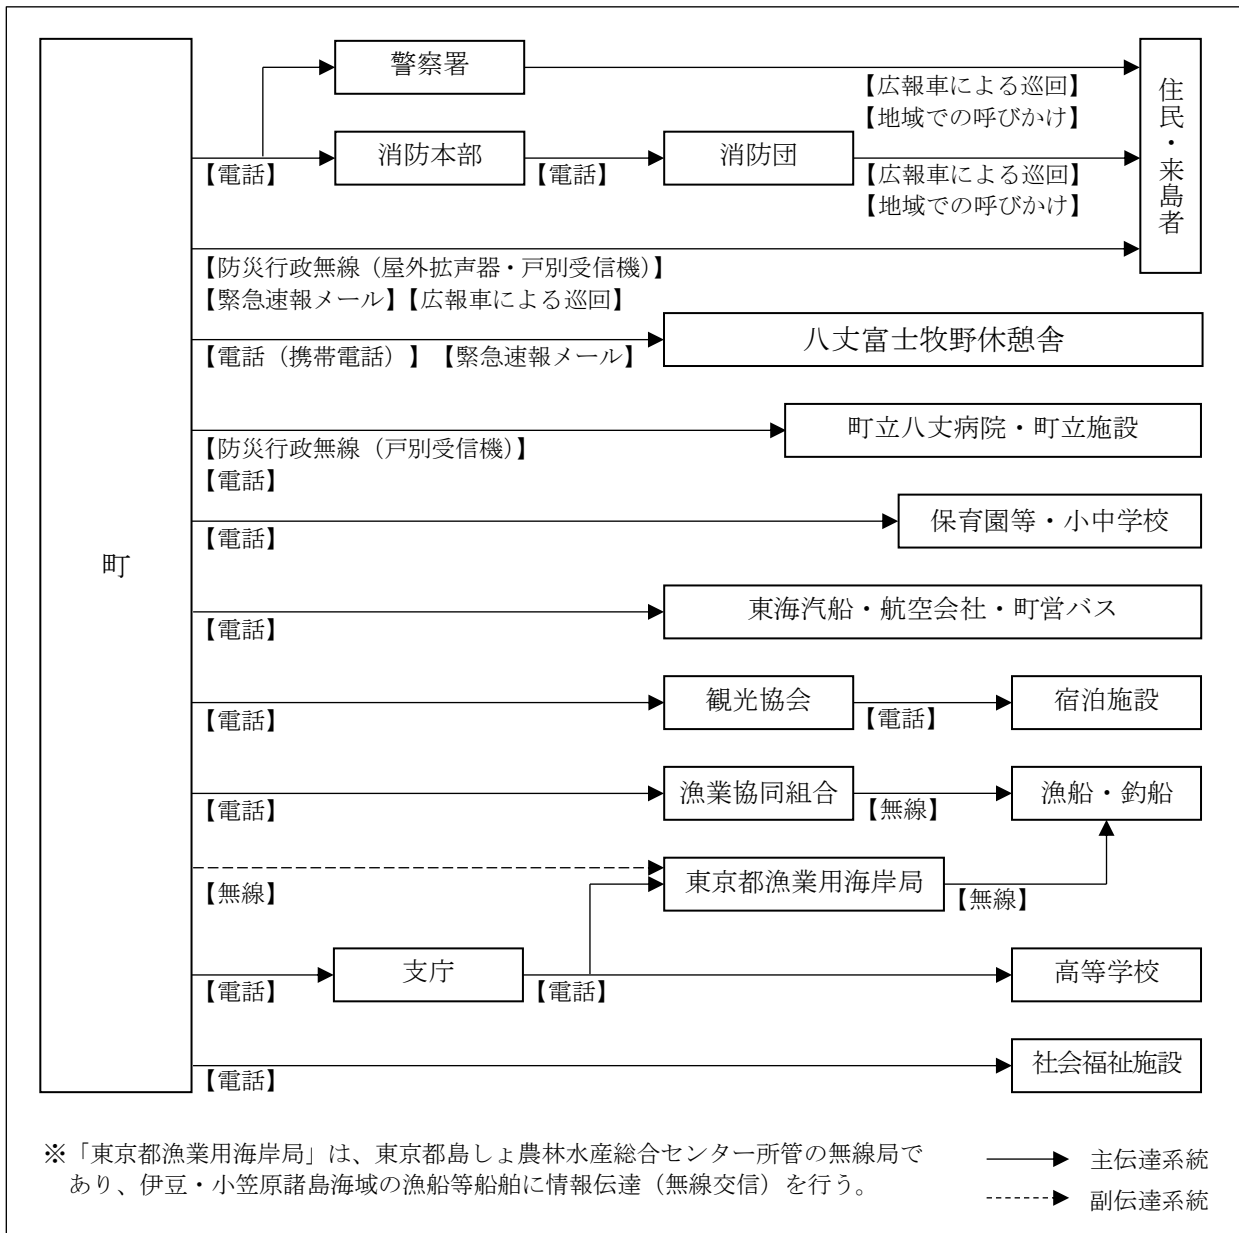 町
警察署
【広報車による巡回】
【地域での呼びかけ】
住民・来島者
【電話】
消防本部
【電話】
消防団
【広報車による巡回】
【地域での呼びかけ】
【防災行政無線（屋外拡声器・戸別受信機）】
【緊急速報メール】【広報車による巡回】
八丈富士牧野休憩舎
【電話（携帯電話）】【緊急速報メール】
町立八丈病院・町立施設
【防災行政無線（戸別受信機）】
【電話】
保育園等・小中学校
【電話】
東海汽船・航空会社・町営バス
【電話】
観光協会
宿泊施設
【電話】
【電話】
漁業協同組合
漁船・釣船
【電話】
【無線】
東京都漁業用海岸局
【無線】
【無線】
支庁
高等学校
【電話】
【電話】
社会福祉施設
【電話】
※「東京都漁業用海岸局」は、東京都島しょ農林水産総合センター所管の無線局で
あり、伊豆・小笠原諸島海域の漁船等船舶に情報伝達（無線交信）を行う。
主伝達系統
副伝達系統